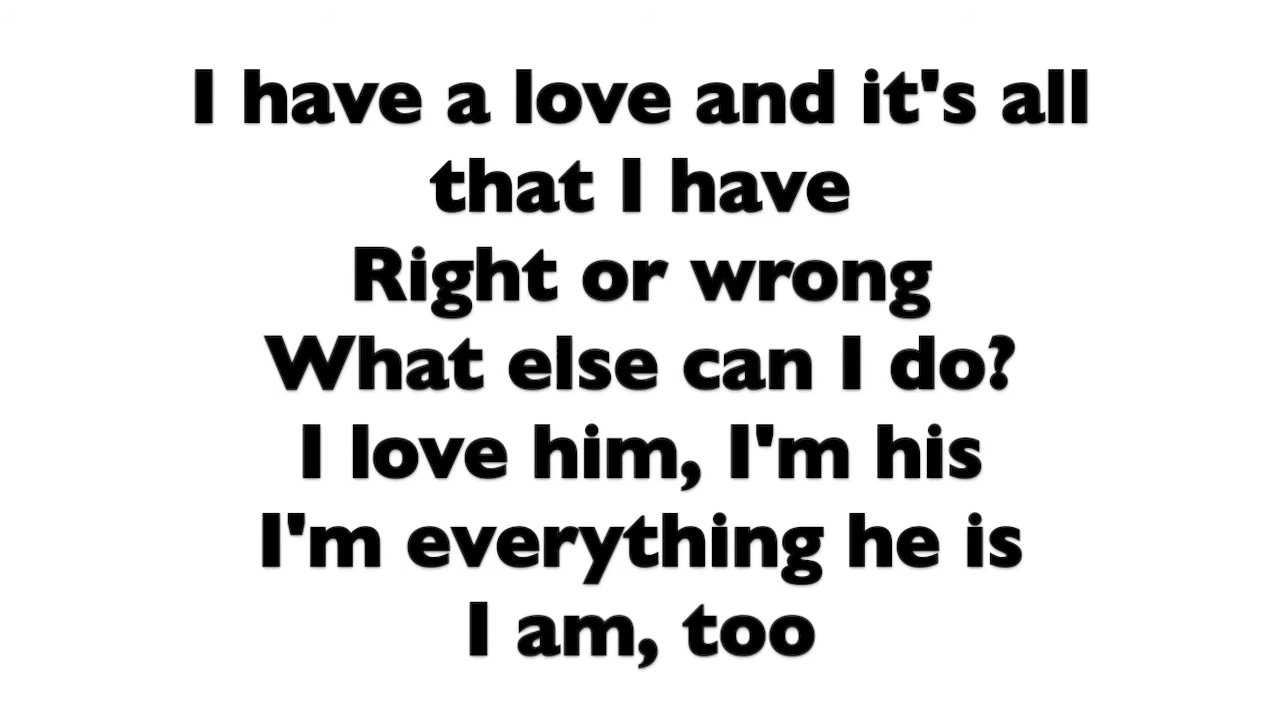 I have a love and it's all
that I have
Right or wrong
What else can I do?
I love him, I'm his
I'm everything he is
I am, too